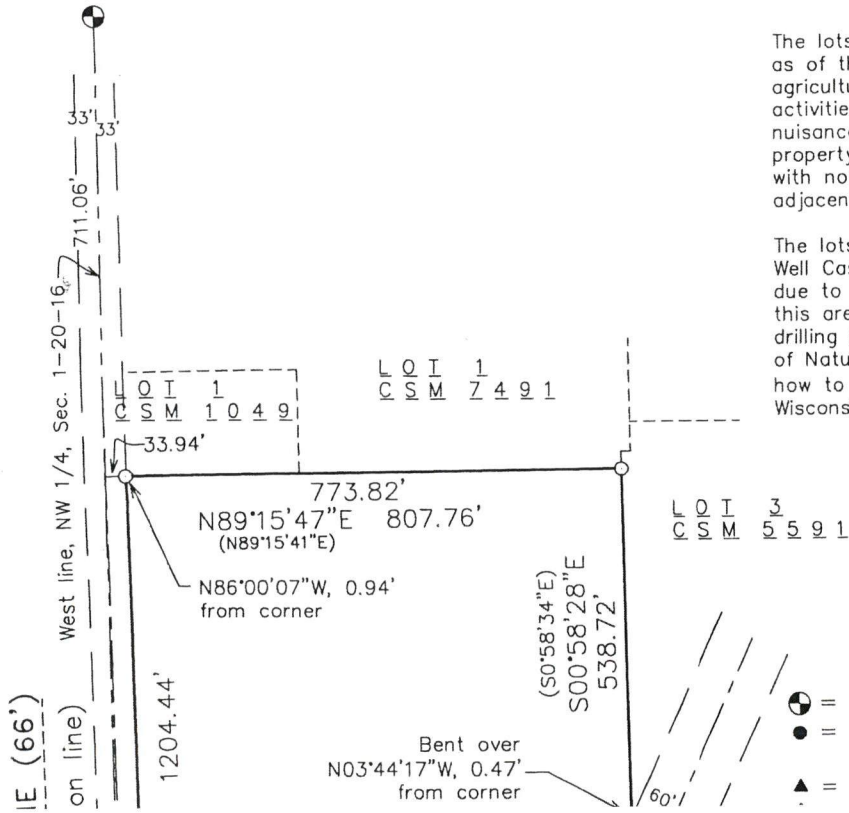 The lots
as of th
agricultu
activitie
nuisance
property
with no
adjacen
The lots
Well Cas
due to
this are
drilling
of Natu
how to
Wiscons
33'
33'
711.06'
West line, NW 1/4, Sec. 1-20-16
LOT 1
CSM 1049
LOT 1
CSM 7491
33.94'
773.82'
N89°15'47"E 807.76'
(N89°15'41"E)
N86°00'07"W, 0.94'
from corner
LOT 3
CSM 5591
(S0°58'34"E)
S00°58'28"E
538.72'
1204.44'
Bent over
N03°44'17"W, 0.47'
from corner
60'
NE (66')
on line)
=
=
=